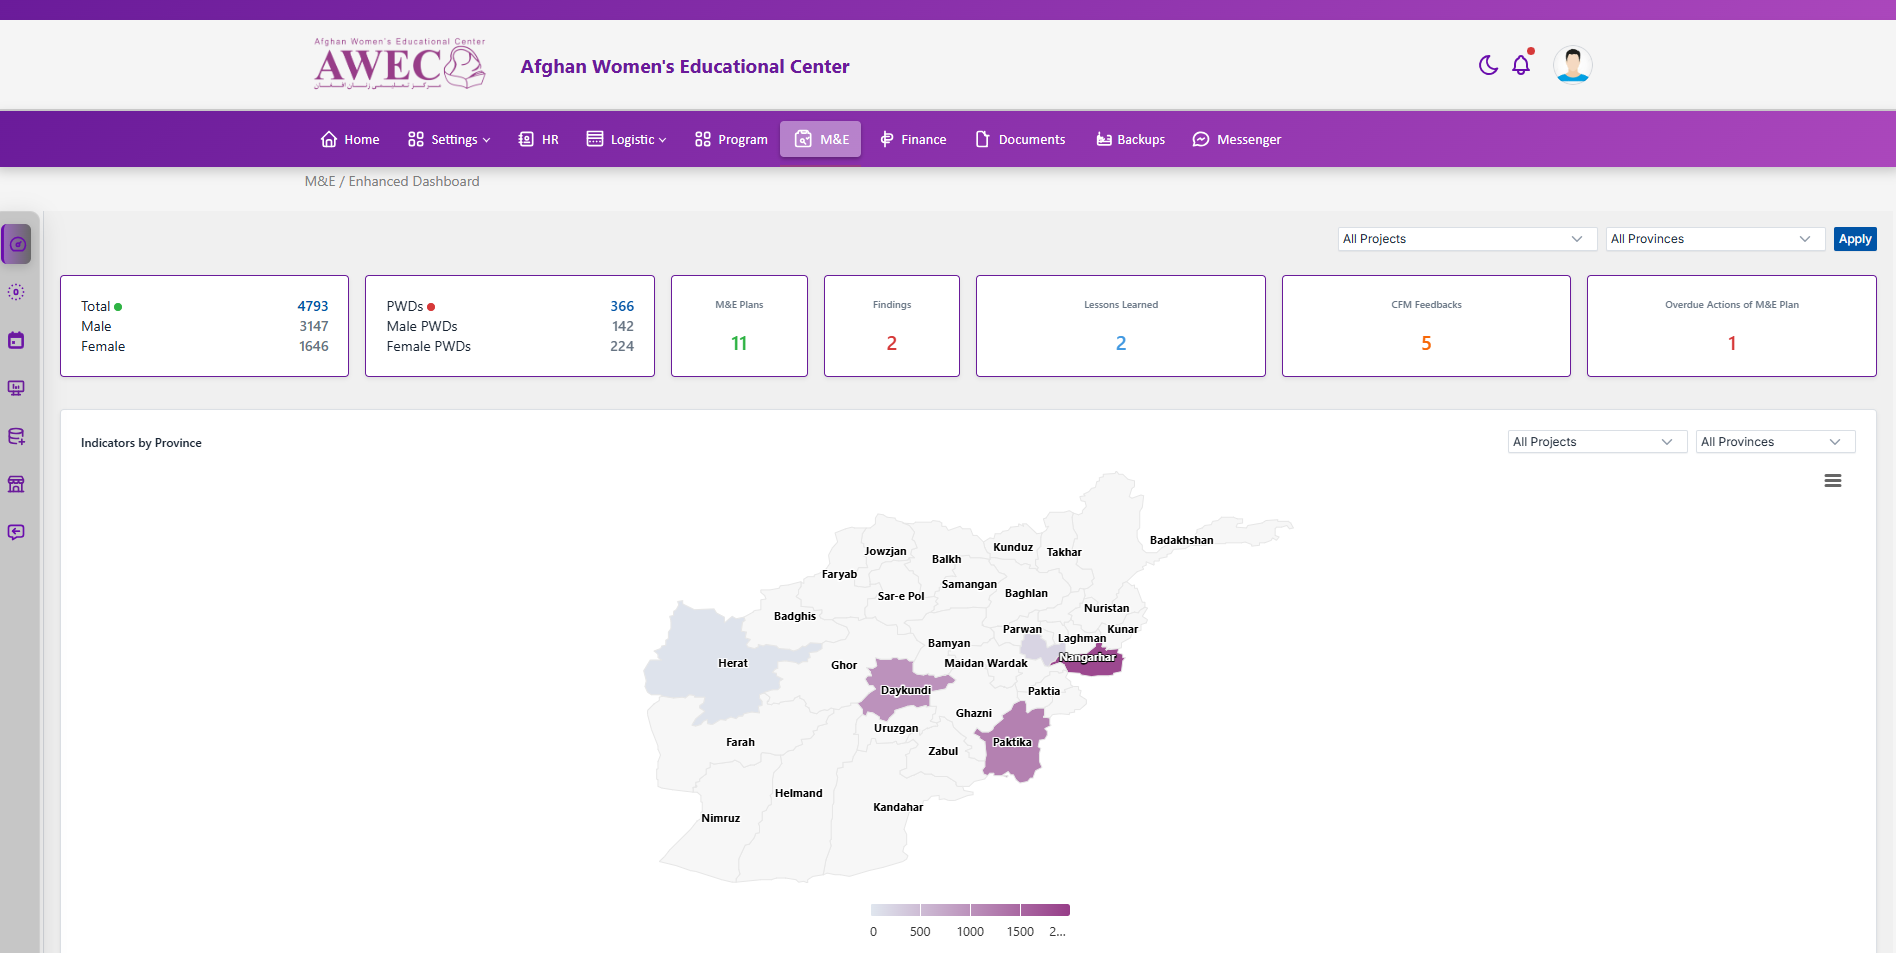 Afghan Women's Educational Center
AWEC
مرکز تعلیمی زنان افغان
Afghan Women's Educational Center
Home
Settings
HR
Logistic
Program
M&E
Finance
Documents
Backups
Messenger
M&E / Enhanced Dashboard
All Projects
All Provinces
Apply
Total 4793
Male 3147
Female 1646
PWDs 366
Male PWDs 142
Female PWDs 224
M&E Plans
11
Findings
2
Lessons Learned
2
CFM Feedbacks
5
Overdue Actions of M&E Plan
1
Indicators by Province
All Projects
All Provinces
Badakhshan
Jowzjan
Kunduz
Takhar
Balkh
Faryab
Samangan
Sar-e Pol
Baghlan
Badghis
Nuristan
Parwan
Kunar
Laghman
Bamyan
Nangarhar
Herat
Ghor
Maidan Wardak
Daykundi
Paktia
Ghazni
Uruzgan
Farah
Paktika
Zabul
Helmand
Kandahar
Nimruz
0 500 1000 1500 2...